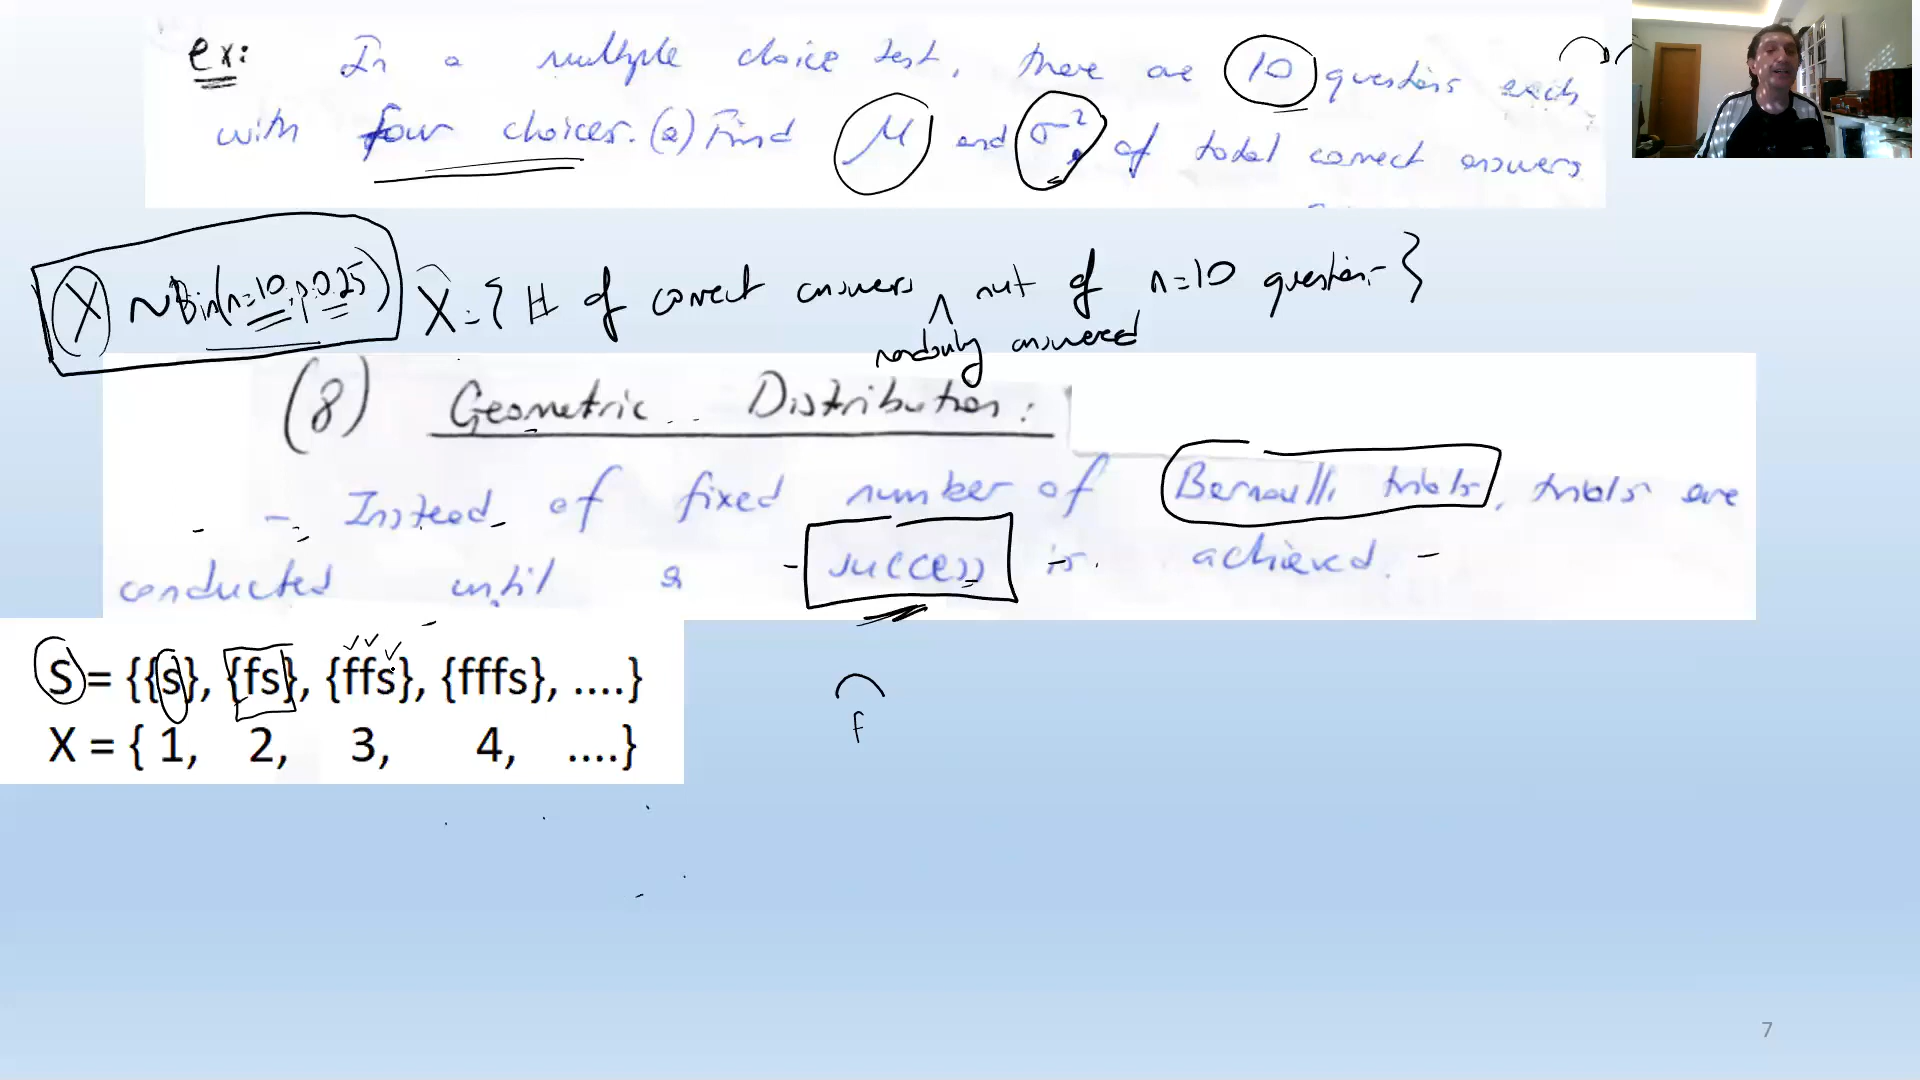 ex: In a multiple choice test, there are 10 questions each
with four choices. (a) Find μ and σ² of total correct answers
X ~ Bin(n=10, p=0.25) X = { # of correct answers ∧ out of n=10 question }
randomly answered
(8) Geometric Distribution:
- Instead of fixed number of Bernoulli trials, trials are
conducted until a success is achieved.
S = {{s}, {fs}, {ffs}, {fffs}, ....}
X = { 1, 2, 3, 4, ....}
f
7